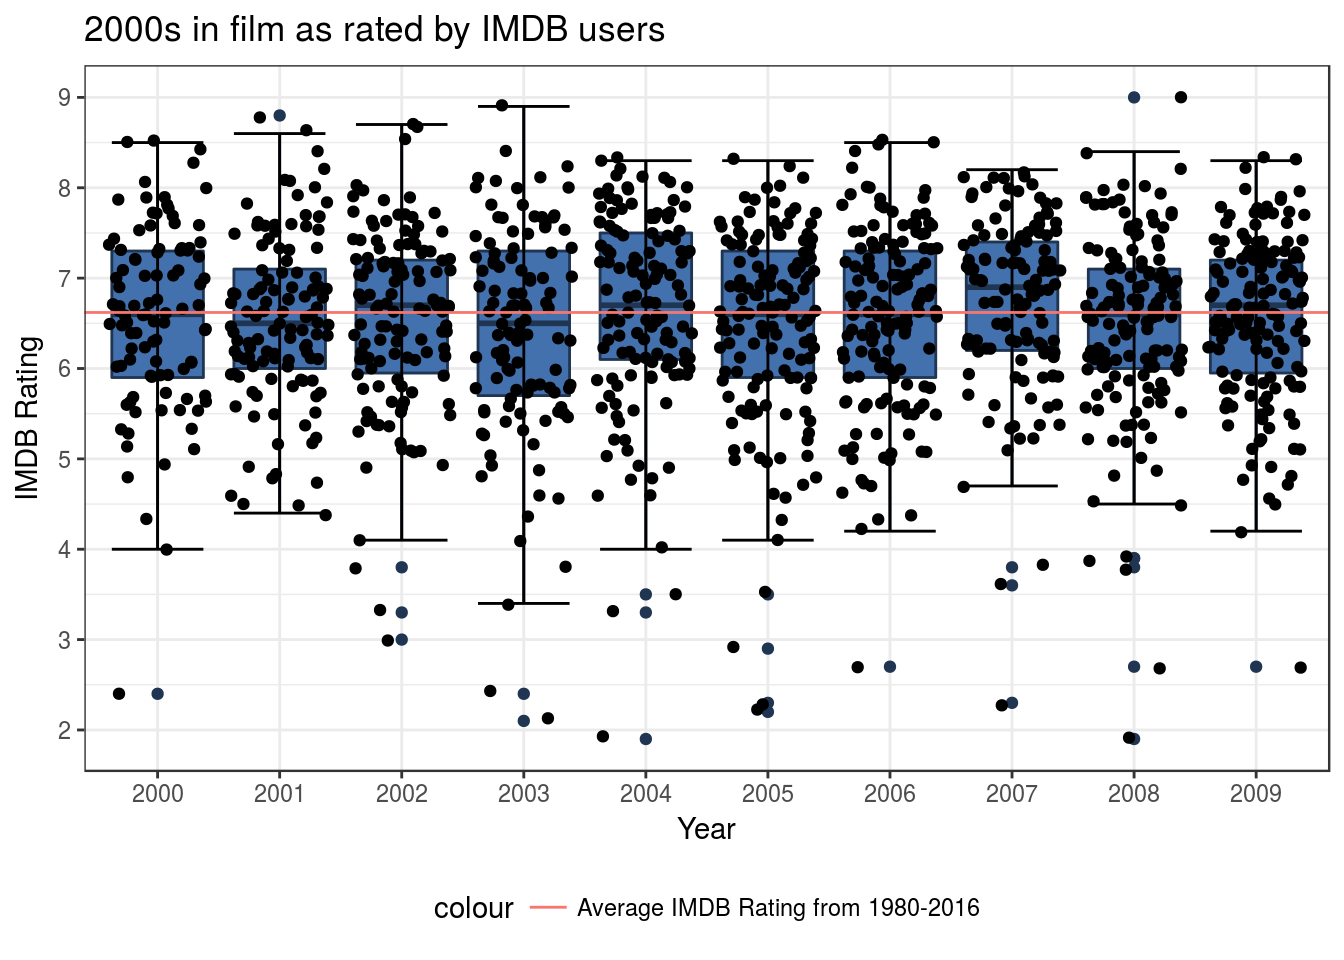 2000s in film as rated by IMDB users
IMDB Rating
9
8
7
6
5
4
3
2
2000 2001 2002 2003 2004 2005 2006 2007 2008 2009
Year
colour Average IMDB Rating from 1980-2016